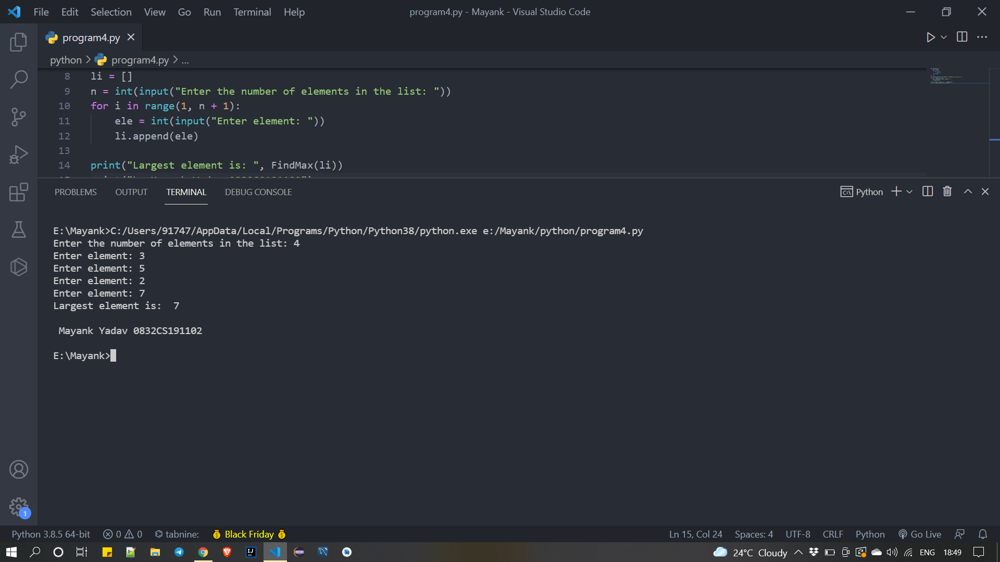 File Edit Selection View Go Run Terminal Help
program4.py - Mayank - Visual Studio Code
program4.py
python > program4.py > ...
8 li = []
9 n = int(input("Enter the number of elements in the list: "))
10 for i in range(1, n + 1):
11 ele = int(input("Enter element: "))
12 li.append(ele)
13
14 print("Largest element is: ", FindMax(li))
PROBLEMS OUTPUT TERMINAL DEBUG CONSOLE
Python
E:\Mayank>C:/Users/91747/AppData/Local/Programs/Python/Python38/python.exe e:/Mayank/python/program4.py
Enter the number of elements in the list: 4
Enter element: 3
Enter element: 5
Enter element: 2
Enter element: 7
Largest element is:  7
Mayank Yadav 0832CS191102
E:\Mayank>
1
Python 3.8.5 64-bit 0 0 tabnine: Black Friday Ln 15, Col 24 Spaces: 4 UTF-8 CRLF Python Go Live
24°C Cloudy ENG 18:49